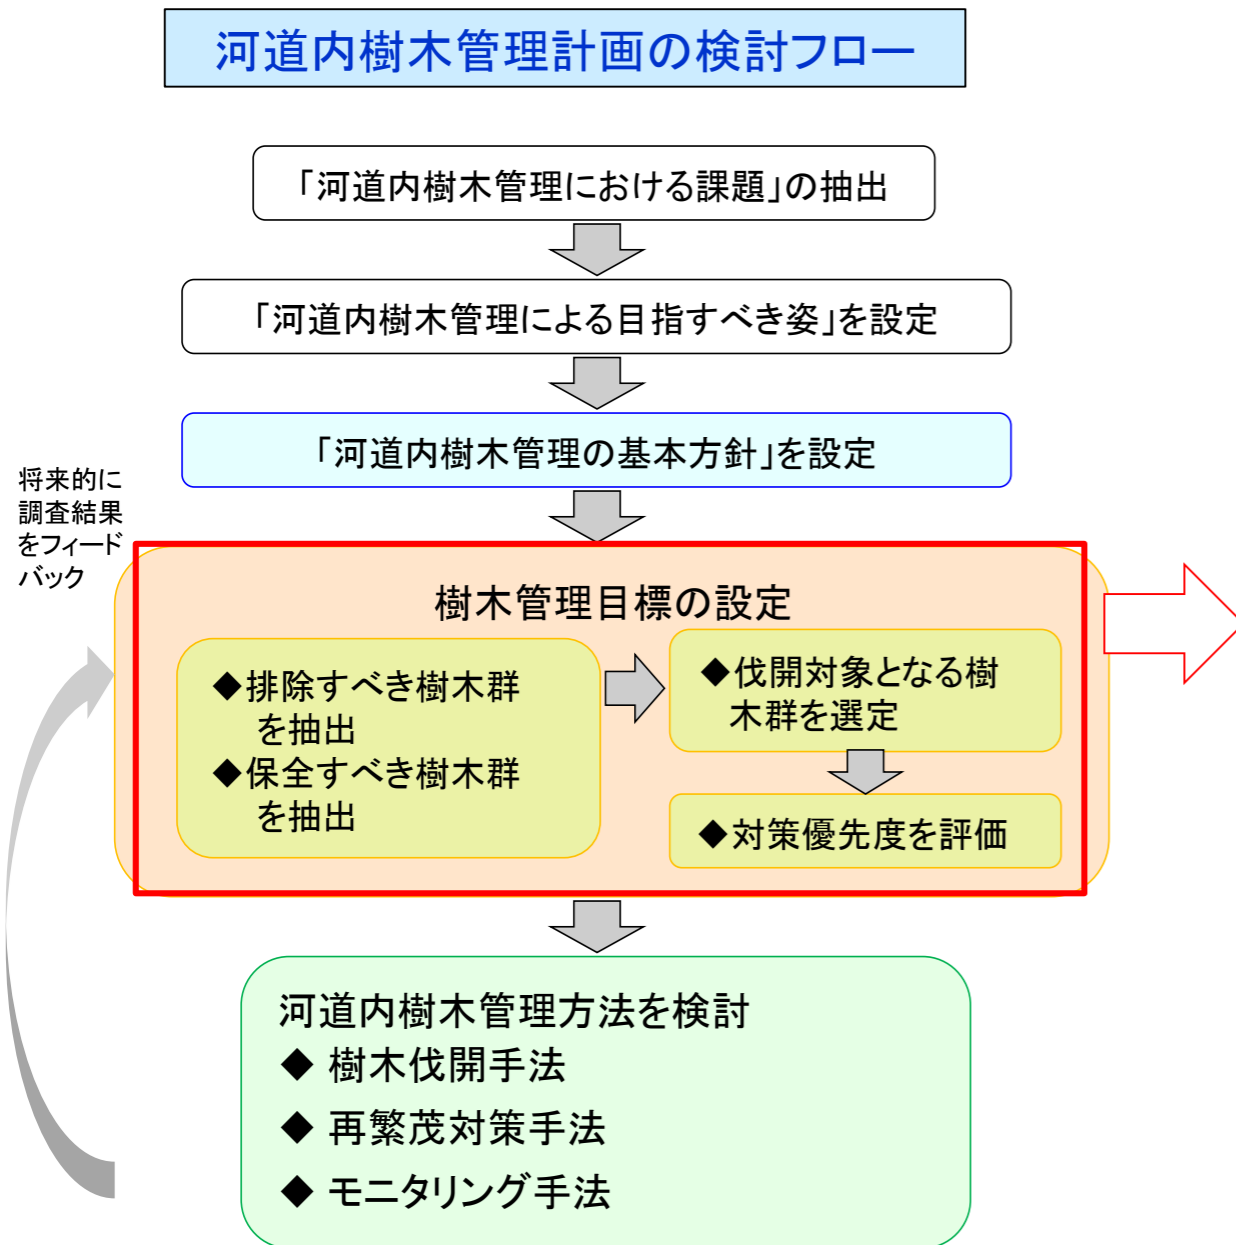 河道内樹木管理計画の検討フロー
「河道内樹木管理における課題」の抽出
「河道内樹木管理による目指すべき姿」を設定
「河道内樹木管理の基本方針」を設定
将来的に
調査結果
をフィード
バック
樹木管理目標の設定
◆排除すべき樹木群
を抽出
◆保全すべき樹木群
を抽出
◆伐開対象となる樹
木群を選定
◆対策優先度を評価
河道内樹木管理方法を検討
◆ 樹木伐開手法
◆ 再繁茂対策手法
◆ モニタリング手法